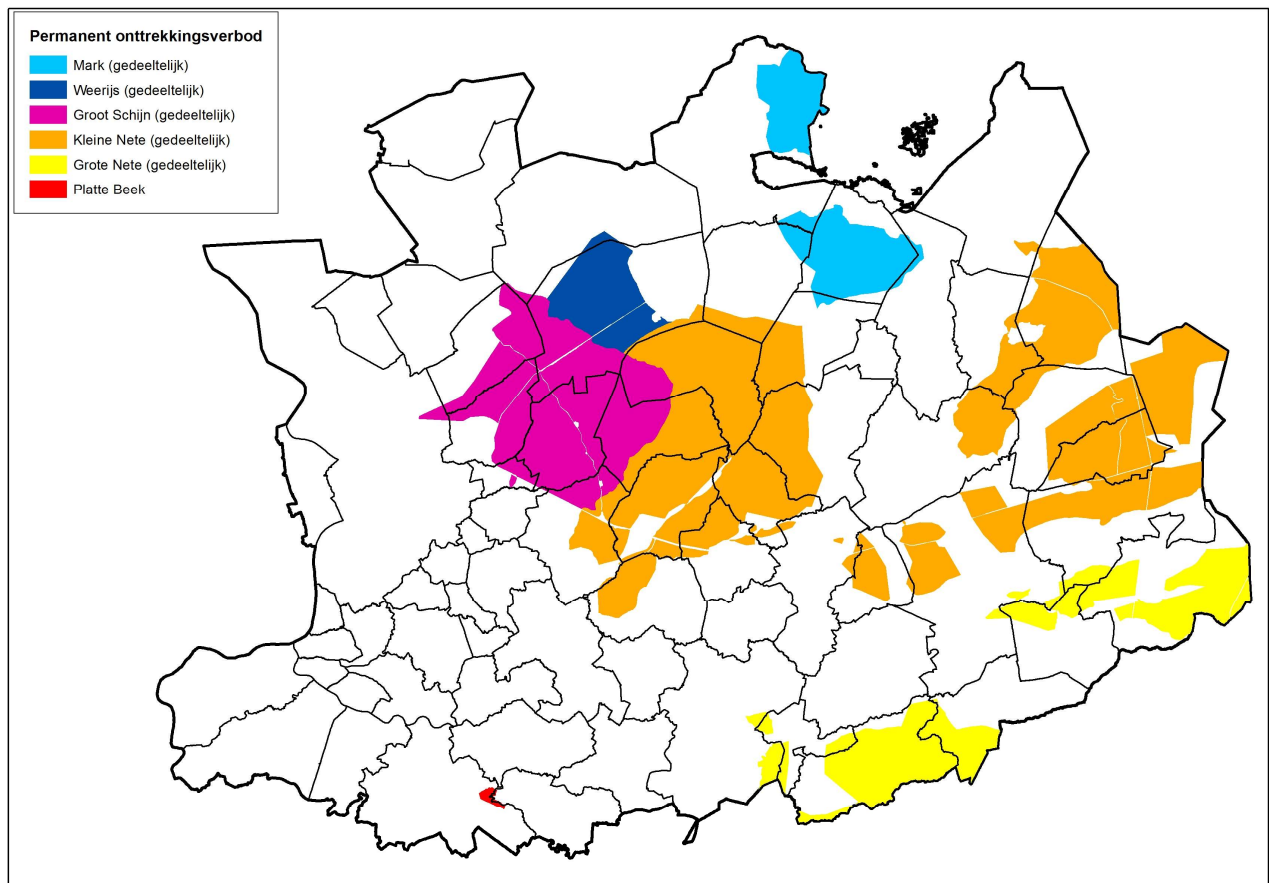 Permanent onttrekkingsverbod
Mark (gedeeltelijk)
Weerijs (gedeeltelijk)
Groot Schijn (gedeeltelijk)
Kleine Nete (gedeeltelijk)
Grote Nete (gedeeltelijk)
Platte Beek